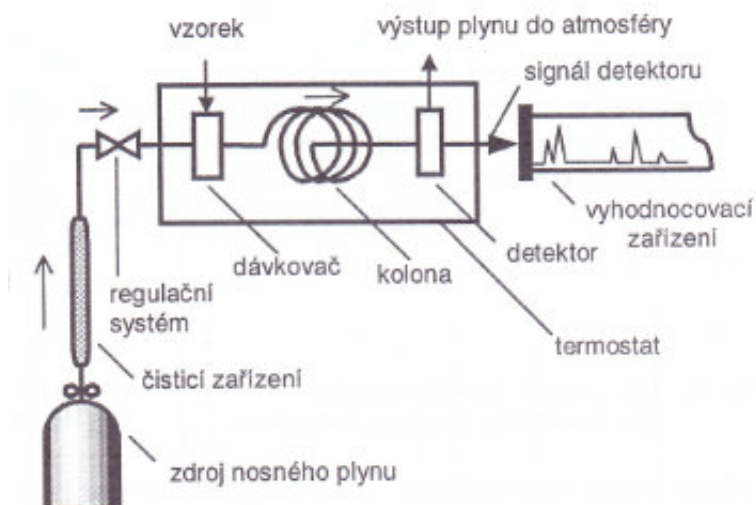 vzorek
výstup plynu do atmosféry
signál detektoru
vyhodnocovací
zařízení
detektor
kolona
dávkovač
regulační
systém
termostat
čisticí zařízení
zdroj nosného plynu